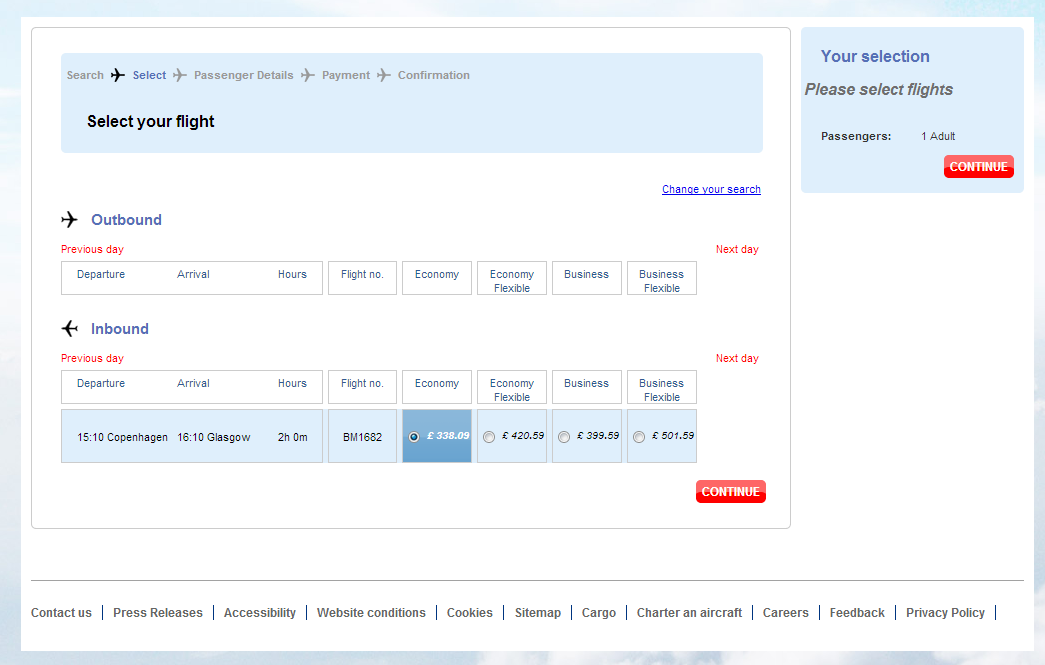 Search Select Passenger Details Payment Confirmation
Select your flight
Your selection
Please select flights
Passengers: 1 Adult
CONTINUE
Change your search
Outbound
Previous day Next day
Departure Arrival Hours Flight no. Economy Economy Flexible Business Business Flexible
Inbound
Previous day Next day
Departure Arrival Hours Flight no. Economy Economy Flexible Business Business Flexible
15:10 Copenhagen 16:10 Glasgow 2h 0m BM1682 £ 338.09 £ 420.59 £ 399.59 £ 501.59
CONTINUE
Contact us Press Releases Accessibility Website conditions Cookies Sitemap Cargo Charter an aircraft Careers Feedback Privacy Policy